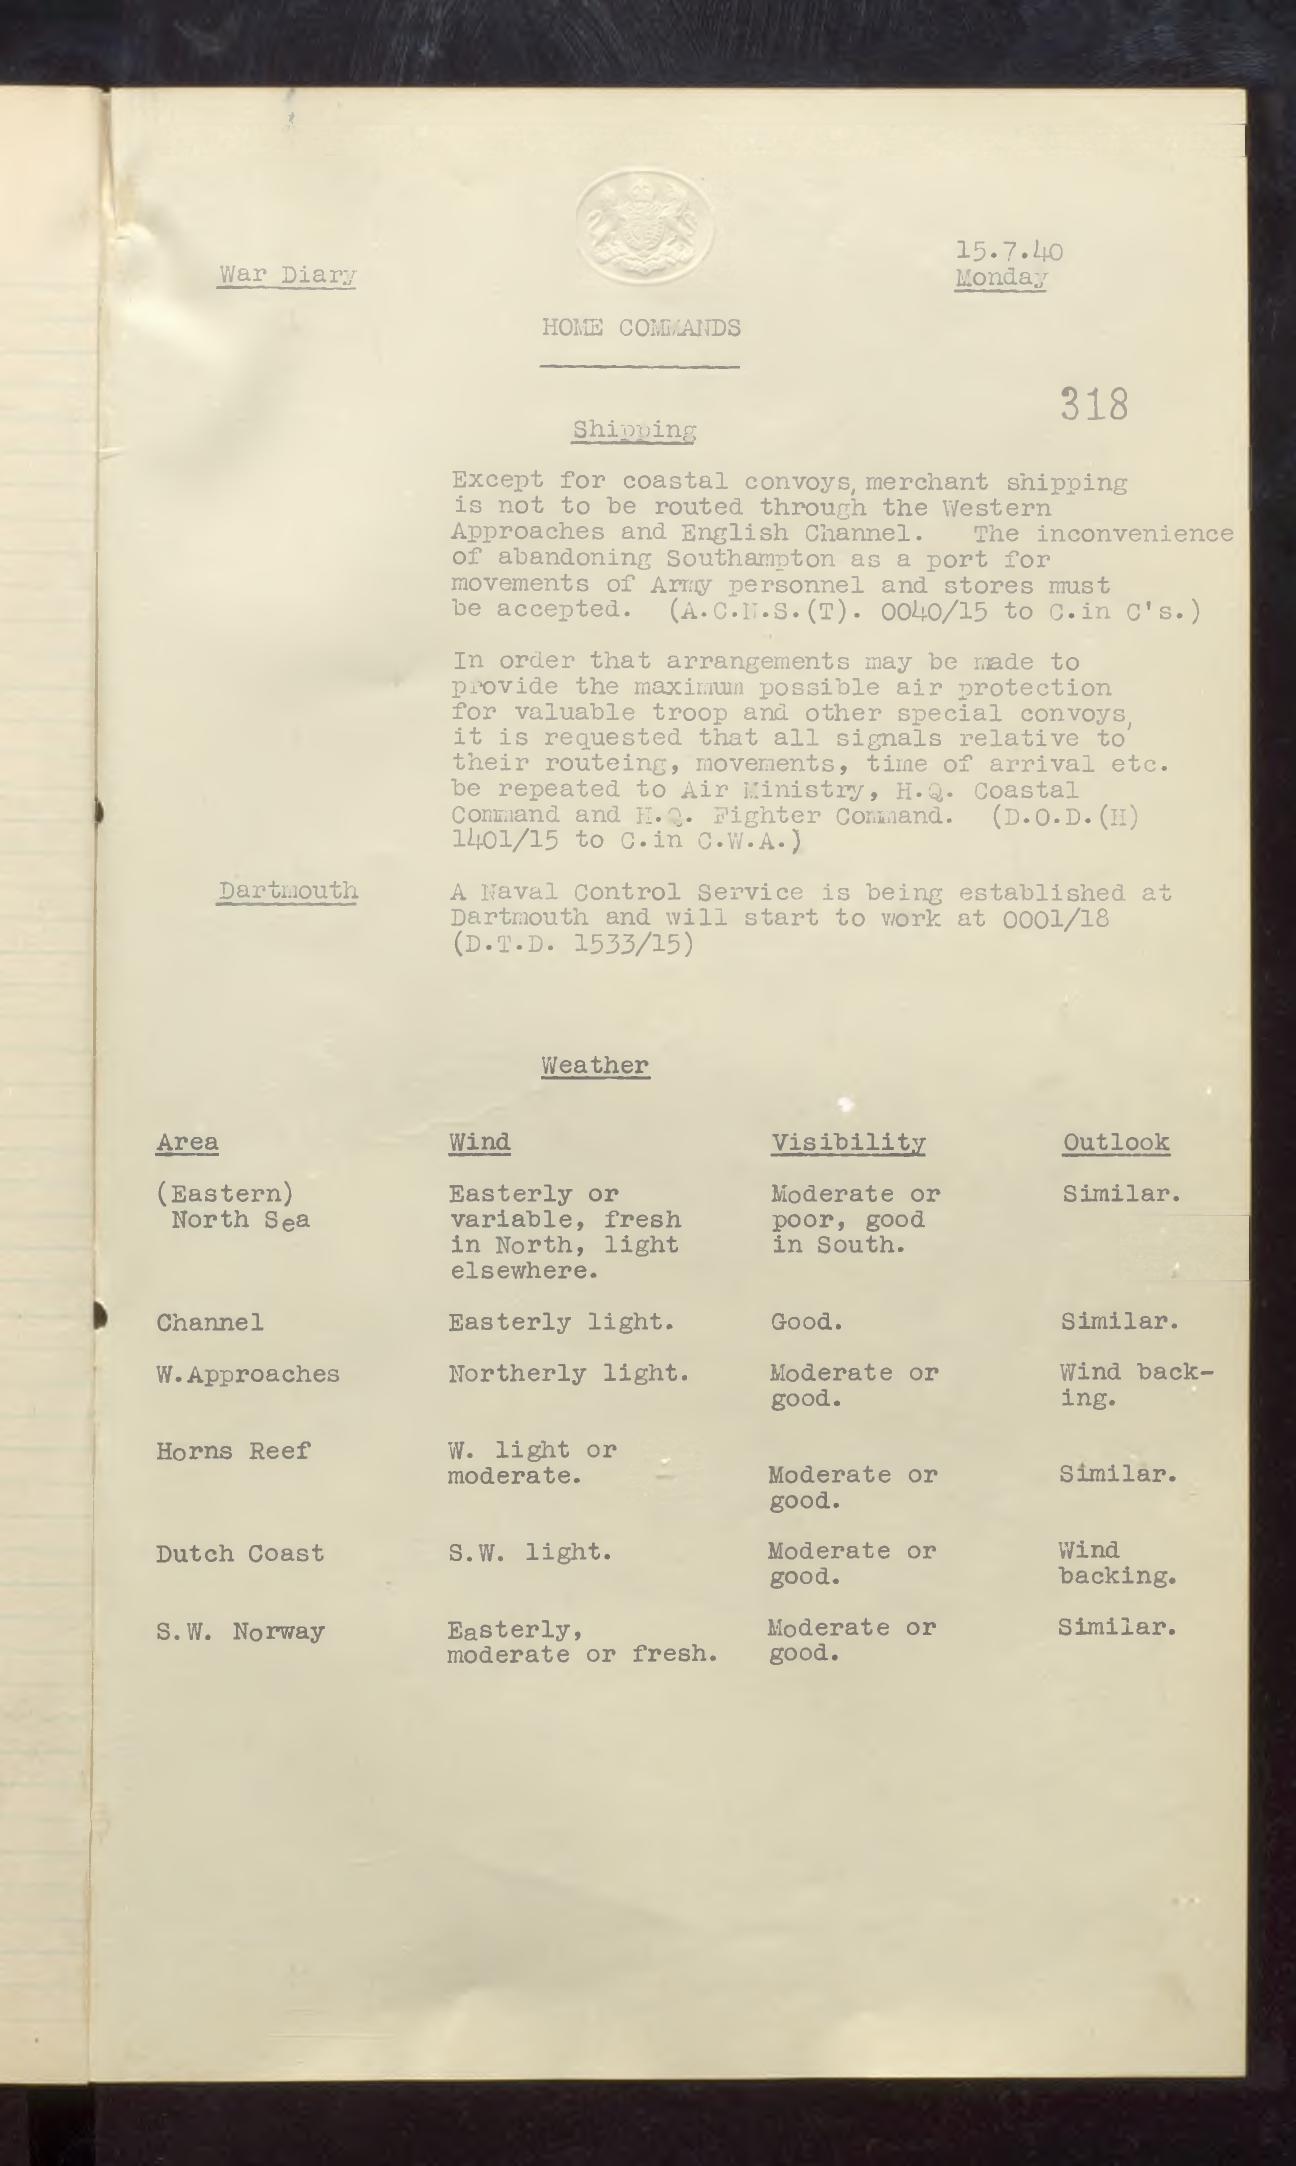 War Diary
15.7.40
Monday
HOME COMMANDS
318
Shipping
Except for coastal convoys, merchant shipping
is not to be routed through the Western
Approaches and English Channel. The inconvenience
of abandoning Southampton as a port for
movements of Army personnel and stores must
be accepted. (A.C.N.S.(T). 0040/15 to C.in C's.)
In order that arrangements may be made to
provide the maximum possible air protection
for valuable troop and other special convoys,
it is requested that all signals relative to
their routeing, movements, time of arrival etc.
be repeated to Air Ministry, H.Q. Coastal
Command and H.Q. Fighter Command. (D.O.D.(H)
1401/15 to C.in C.W.A.)
Dartmouth A Naval Control Service is being established at
Dartmouth and will start to work at 0001/18
(D.T.D. 1533/15)
Weather
Area Wind Visibility Outlook
(Eastern) Easterly or Moderate or Similar.
North Sea variable, fresh poor, good
in North, light in South.
elsewhere.
Channel Easterly light. Good. Similar.
W.Approaches Northerly light. Moderate or Wind back-
good. ing.
Horns Reef W. light or
moderate. Moderate or Similar.
good.
Dutch Coast S.W. light. Moderate or Wind
good. backing.
S.W. Norway Easterly, Moderate or Similar.
moderate or fresh. good.